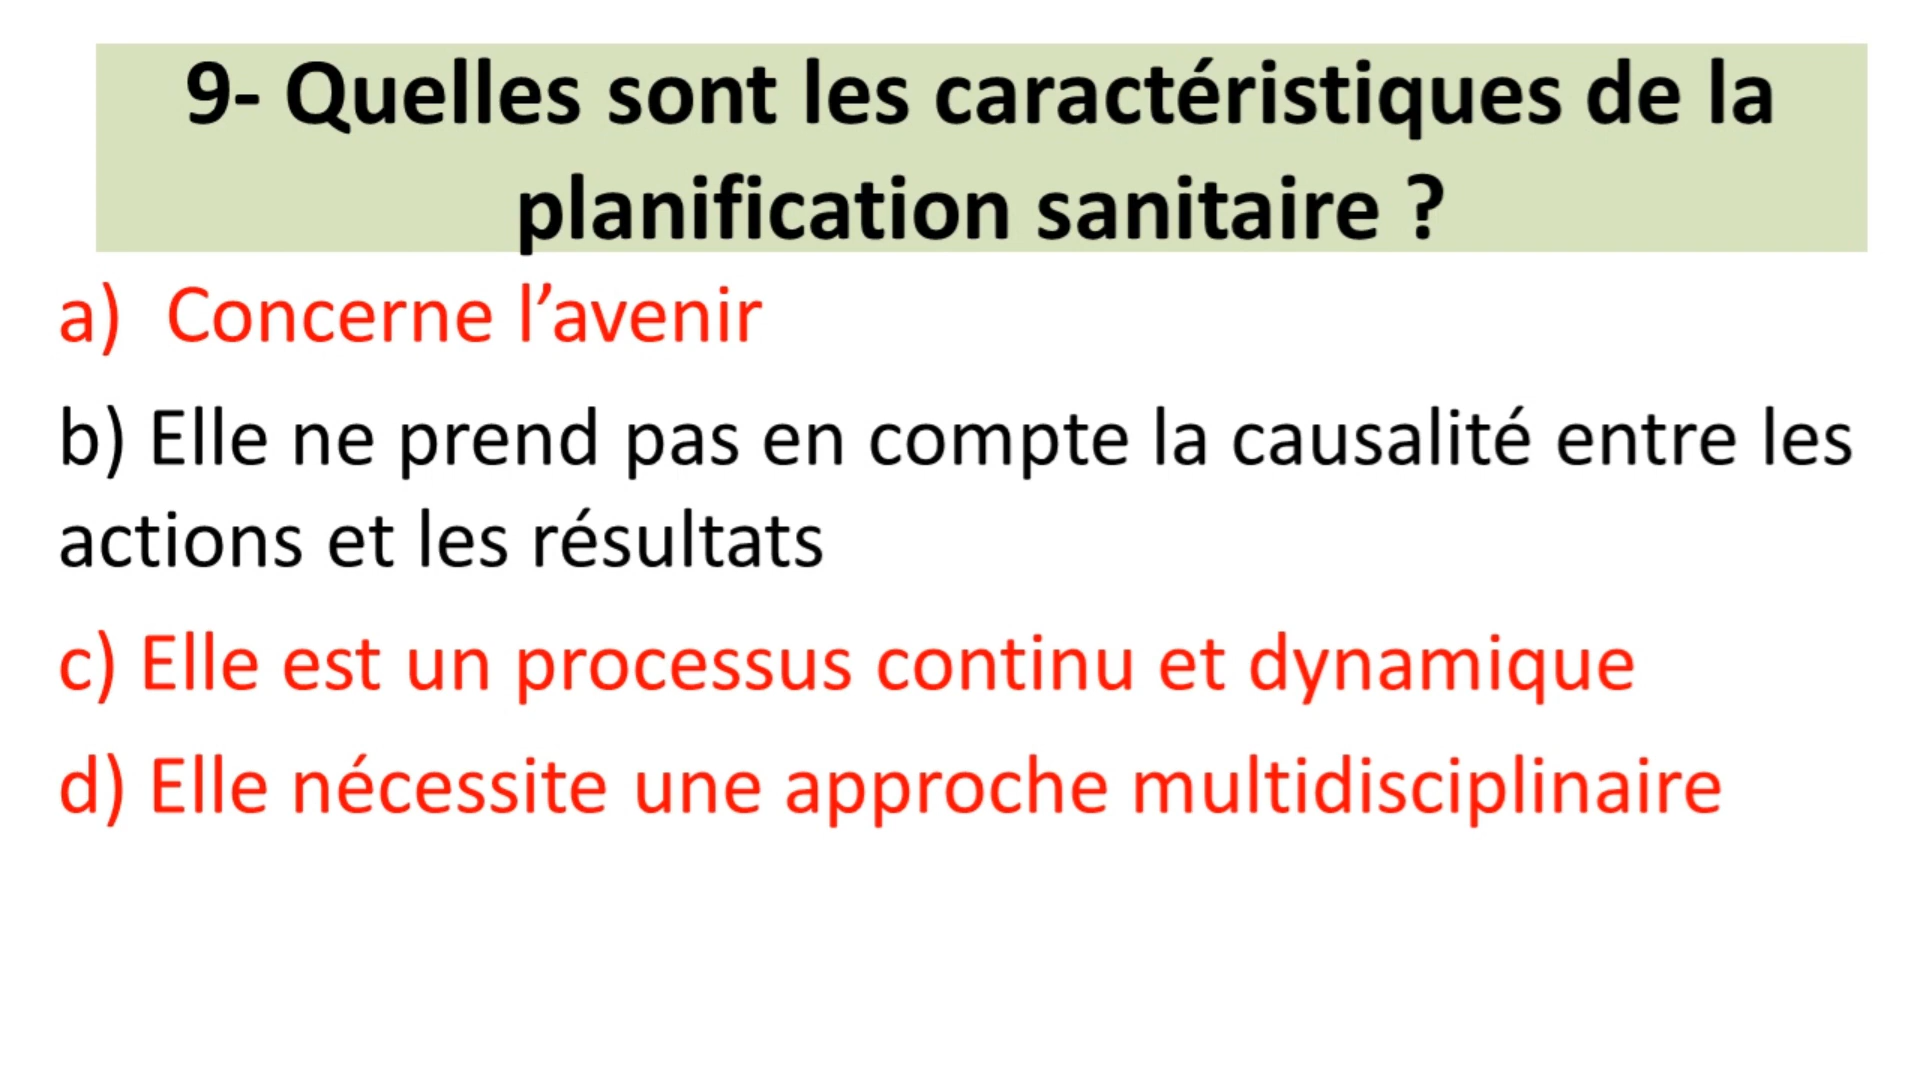 9- Quelles sont les caractéristiques de la
planification sanitaire ?
a) Concerne l’avenir
b) Elle ne prend pas en compte la causalité entre les
actions et les résultats
c) Elle est un processus continu et dynamique
d) Elle nécessite une approche multidisciplinaire